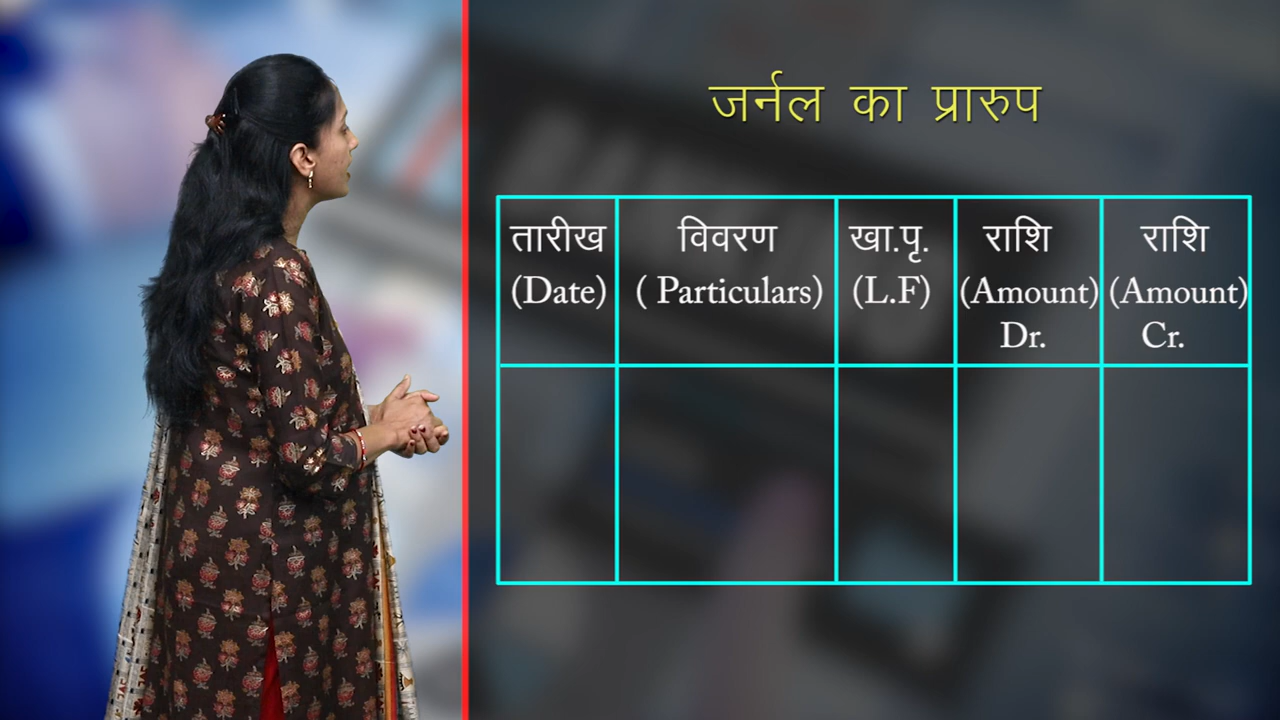 जर्नल का प्रारुप
तारीख विवरण खा.पृ. राशि राशि
(Date) ( Particulars) (L.F) (Amount) (Amount)
Dr. Cr.